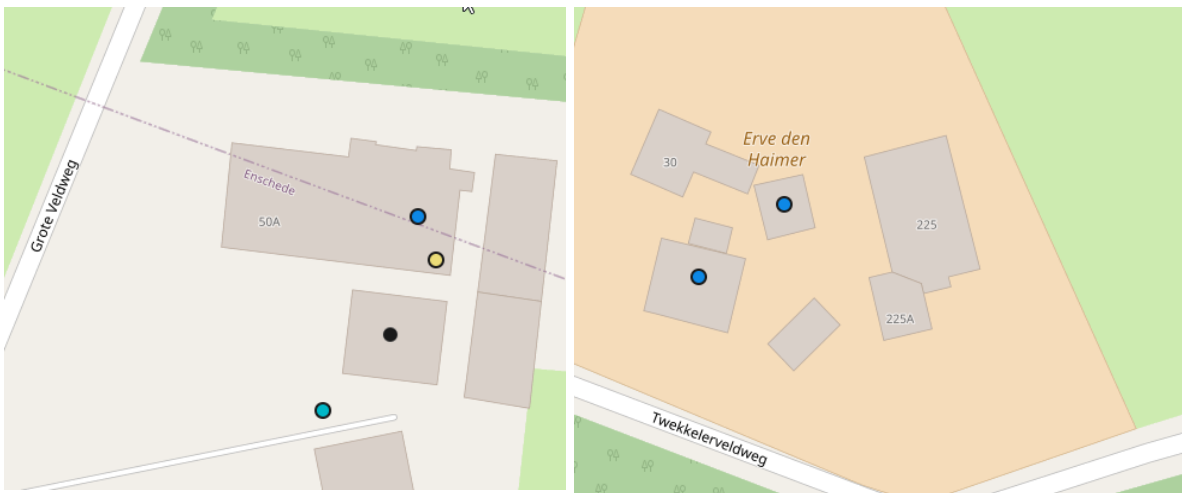 Grote Veldweg
Enschede
50A
30
Erve den
Haimer
225
225A
Twekkelerveldweg